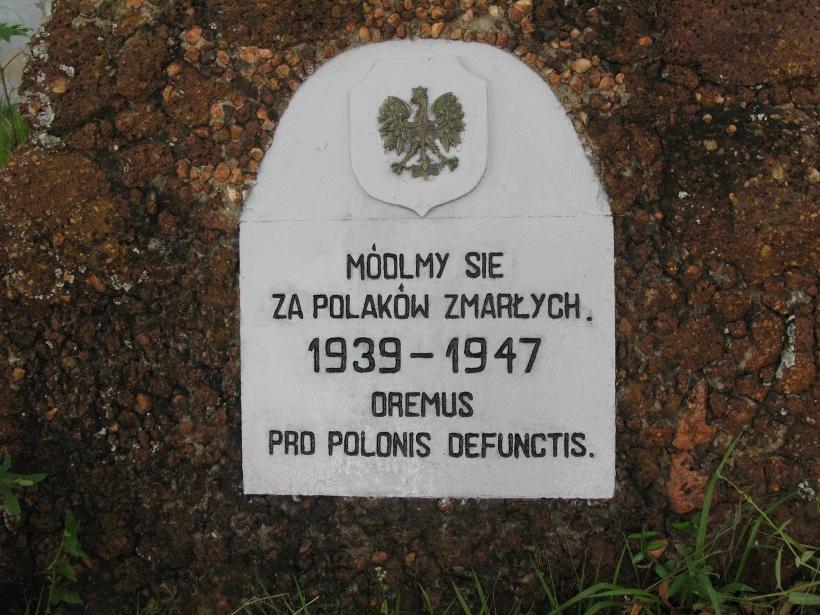 MÓDLMY SIE
ZA POLAKÓW ZMARŁYCH.
1939-1947
OREMUS
PRO POLONIS DEFUNCTIS.